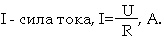 I - сила тока, I=U/R, А.